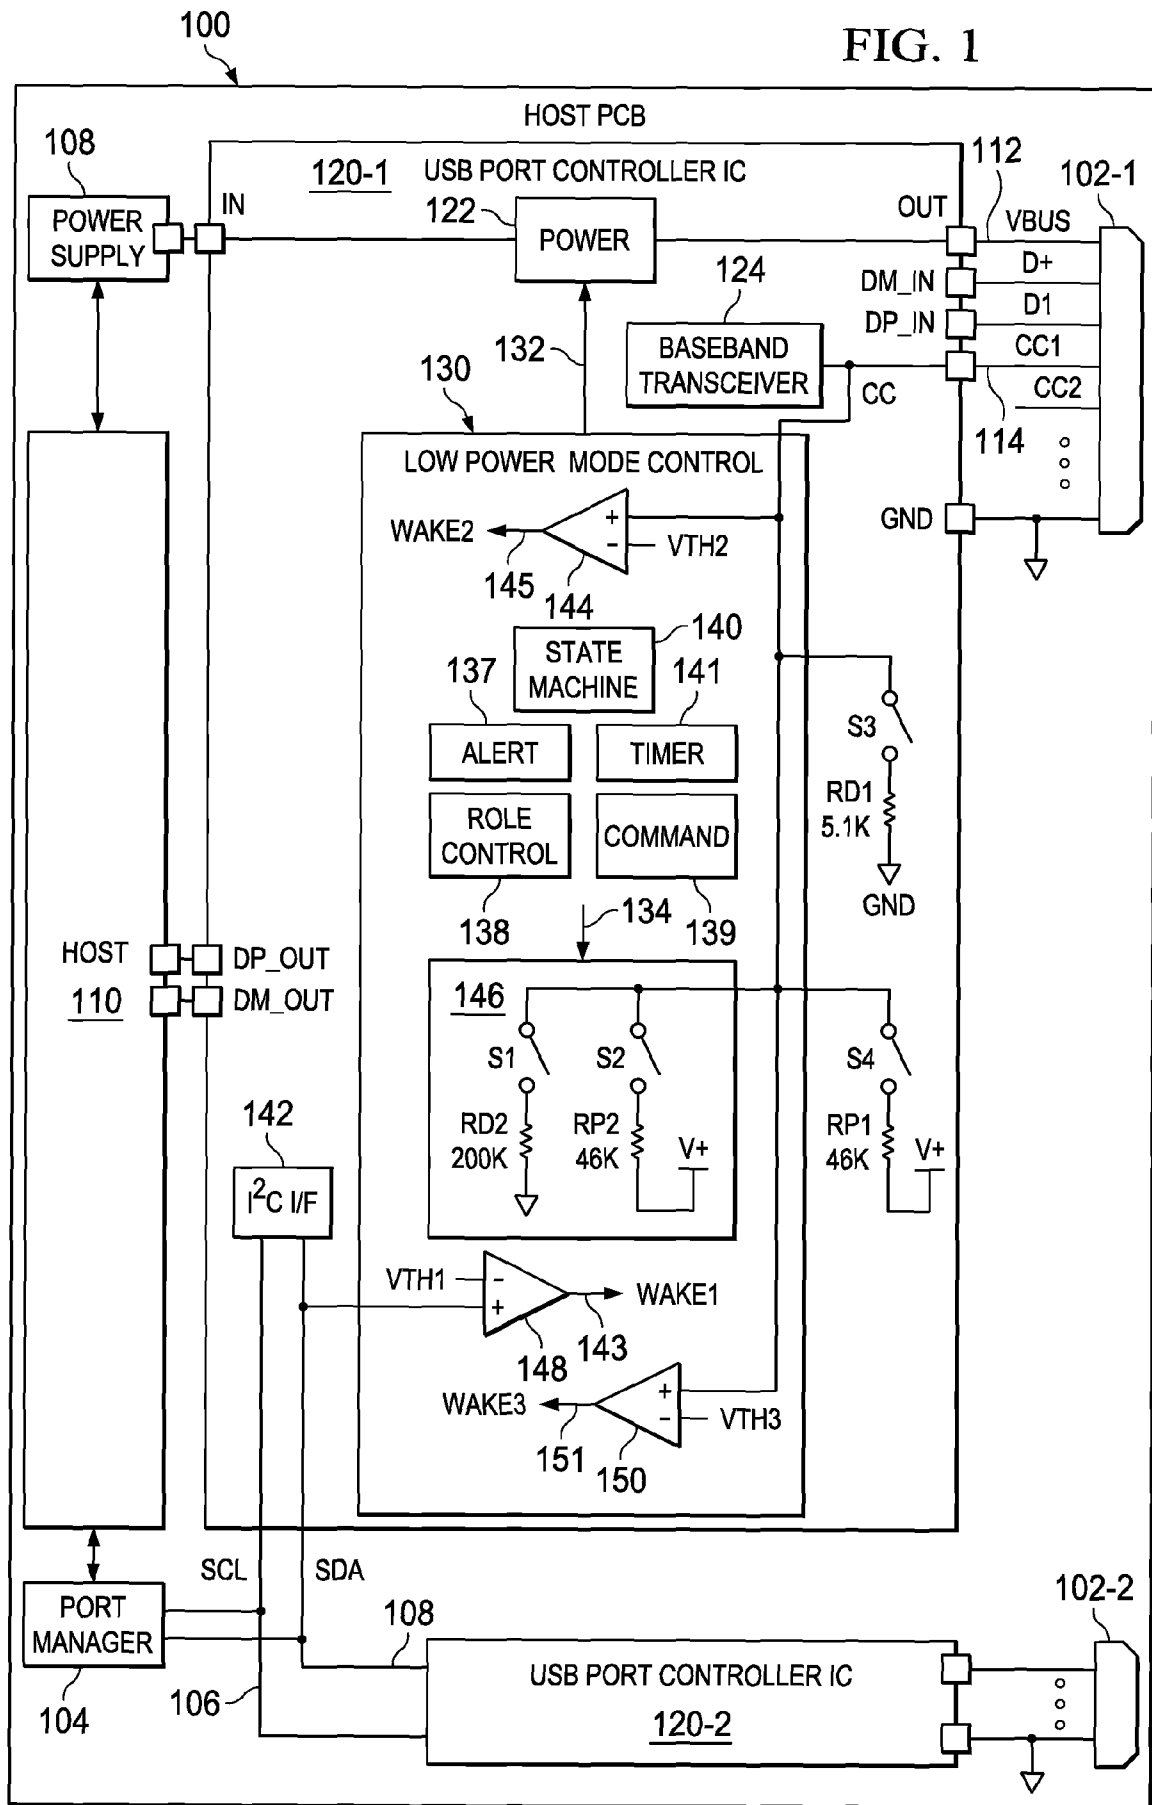 FIG. 1
100
HOST PCB
108
112
102-1
120-1
USB PORT CONTROLLER IC
IN
122
OUT
VBUS
POWER
SUPPLY
POWER
D+
DM_IN
124
D1
DP_IN
132
BASEBAND
TRANSCEIVER
CC1
130
CC
CC2
114
LOW POWER MODE CONTROL
GND
WAKE2
+
-
VTH2
145
144
140
STATE
MACHINE
137
141
S3
ALERT
TIMER
RD1
5.1K
ROLE
CONTROL
COMMAND
GND
138
134
139
HOST
DP_OUT
110
DM_OUT
146
S1
S2
S4
142
RD2
200K
RP2
46K
V+
RP1
46K
V+
I²C I/F
VTH1
-
+
WAKE1
148
143
WAKE3
+
-
VTH3
151
150
SCL
SDA
102-2
PORT
MANAGER
108
USB PORT CONTROLLER IC
106
104
120-2